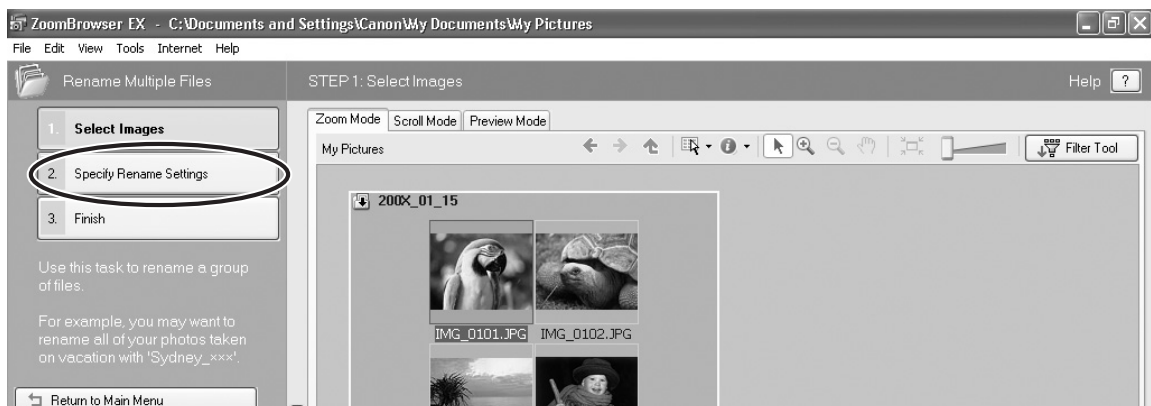 ZoomBrowser EX - C:\Documents and Settings\Canon\My Documents\My Pictures
File Edit View Tools Internet Help
Rename Multiple Files
STEP 1: Select Images
Help ?
1. Select Images
2. Specify Rename Settings
3. Finish
Use this task to rename a group
of files.
For example, you may want to
rename all of your photos taken
on vacation with 'Sydney_×××'.
Return to Main Menu
Zoom Mode Scroll Mode Preview Mode
My Pictures
Filter Tool
200X_01_15
IMG_0101.JPG IMG_0102.JPG